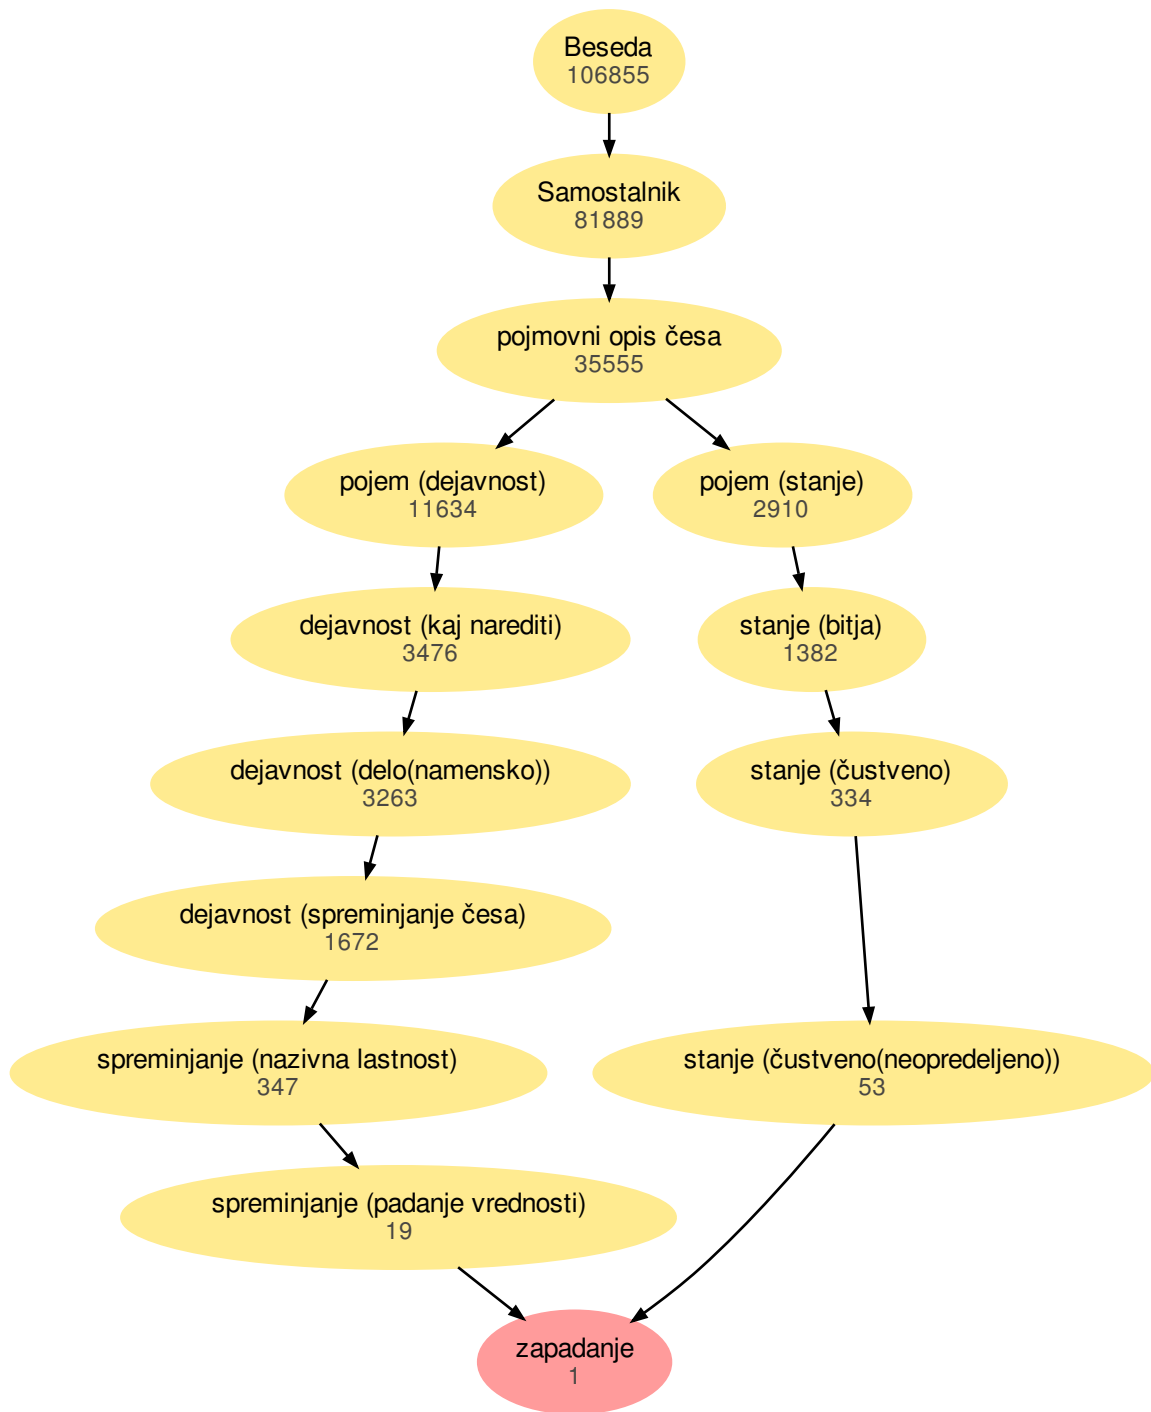 Beseda
106855
Samostalnik
81889
pojmovni opis česa
35555
pojem (dejavnost)
11634
pojem (stanje)
2910
dejavnost (kaj narediti)
3476
stanje (bitja)
1382
dejavnost (delo(namensko))
3263
stanje (čustveno)
334
dejavnost (spreminjanje česa)
1672
spreminjanje (nazivna lastnost)
347
stanje (čustveno(neopredeljeno))
53
spreminjanje (padanje vrednosti)
19
zapadanje
1